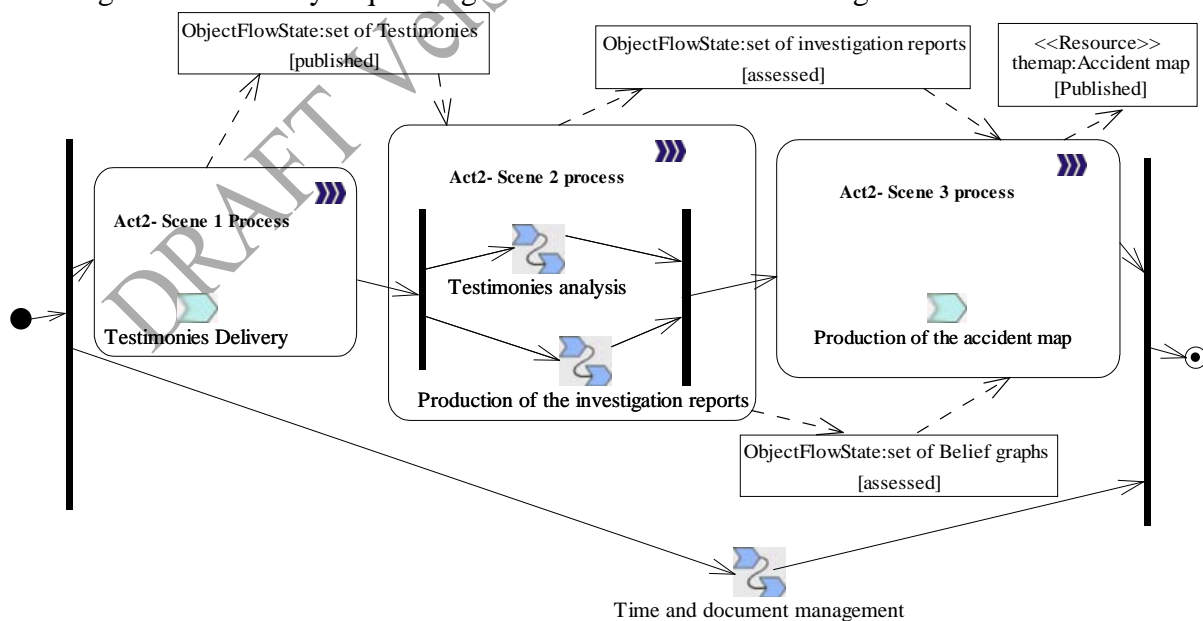 ObjectFlowState:set of Testimonies
[published]
ObjectFlowState:set of investigation reports
[assessed]
<<Resource>>
themap:Accident map
[Published]
Act2- Scene 1 Process
Testimonies Delivery
Act2- Scene 2 process
Testimonies analysis
Production of the investigation reports
Act2- Scene 3 process
Production of the accident map
ObjectFlowState:set of Belief graphs
[assessed]
Time and document management
DRAFT